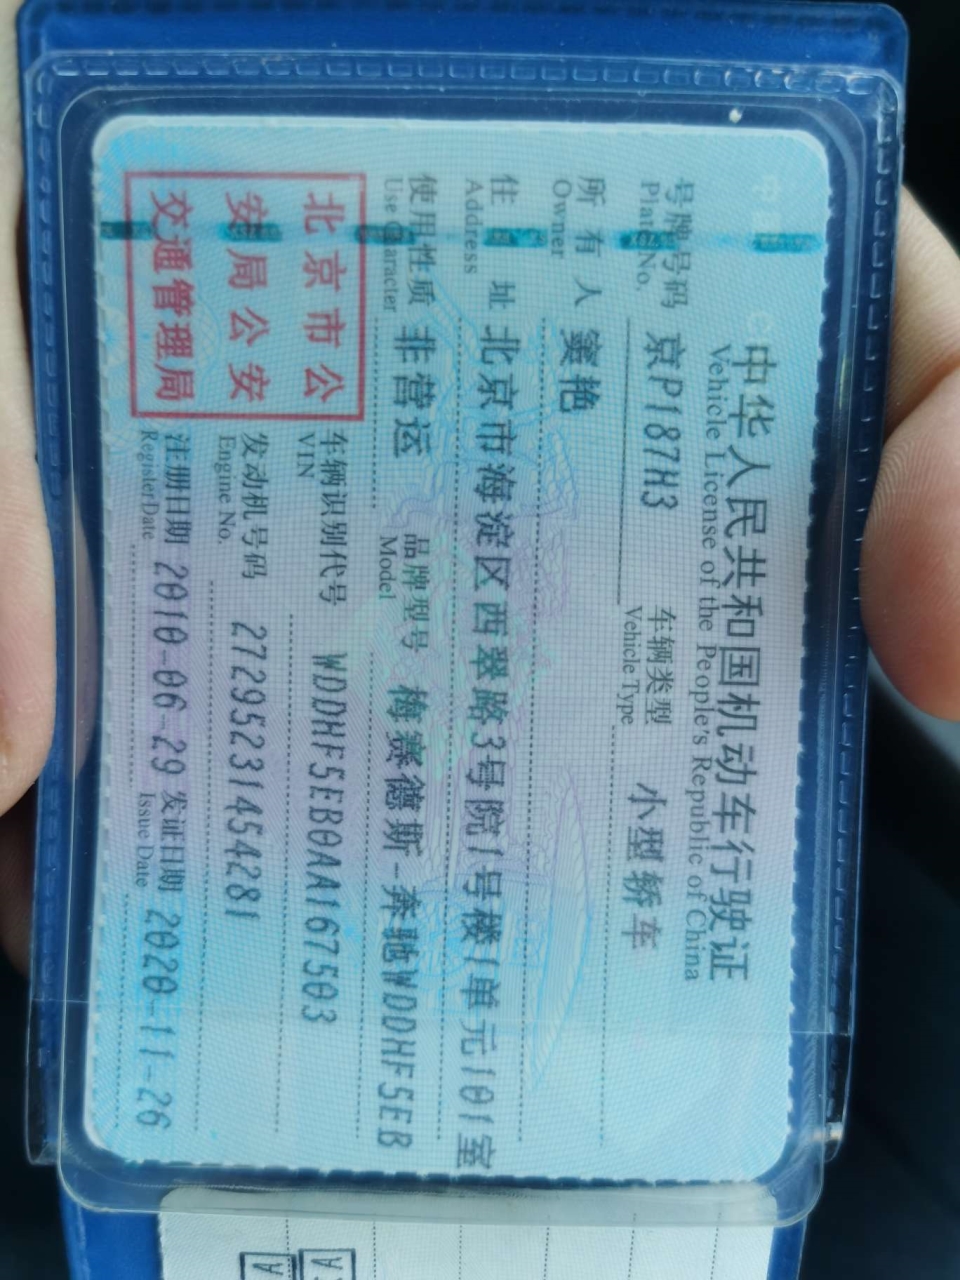 中华人民共和国机动车行驶证
Vehicle License of the People's Republic of China
号牌号码 京P187H3 车辆类型 小型轿车
Plate No. Vehicle Type
所有人 窦艳
Owner
住址 北京市海淀区西翠路3号院1号楼1单元101室
Address
使用性质 非营运 品牌型号 梅赛德斯-奔驰WDDHF5EB
Use Character Model
北京市公
安局公安
交通管理局
车辆识别代号 WDDHF5EB0AA167503
VIN
发动机号码 27295231454281
Engine No.
注册日期 2010-06-29 发证日期 2020-11-26
Register Date Issue Date